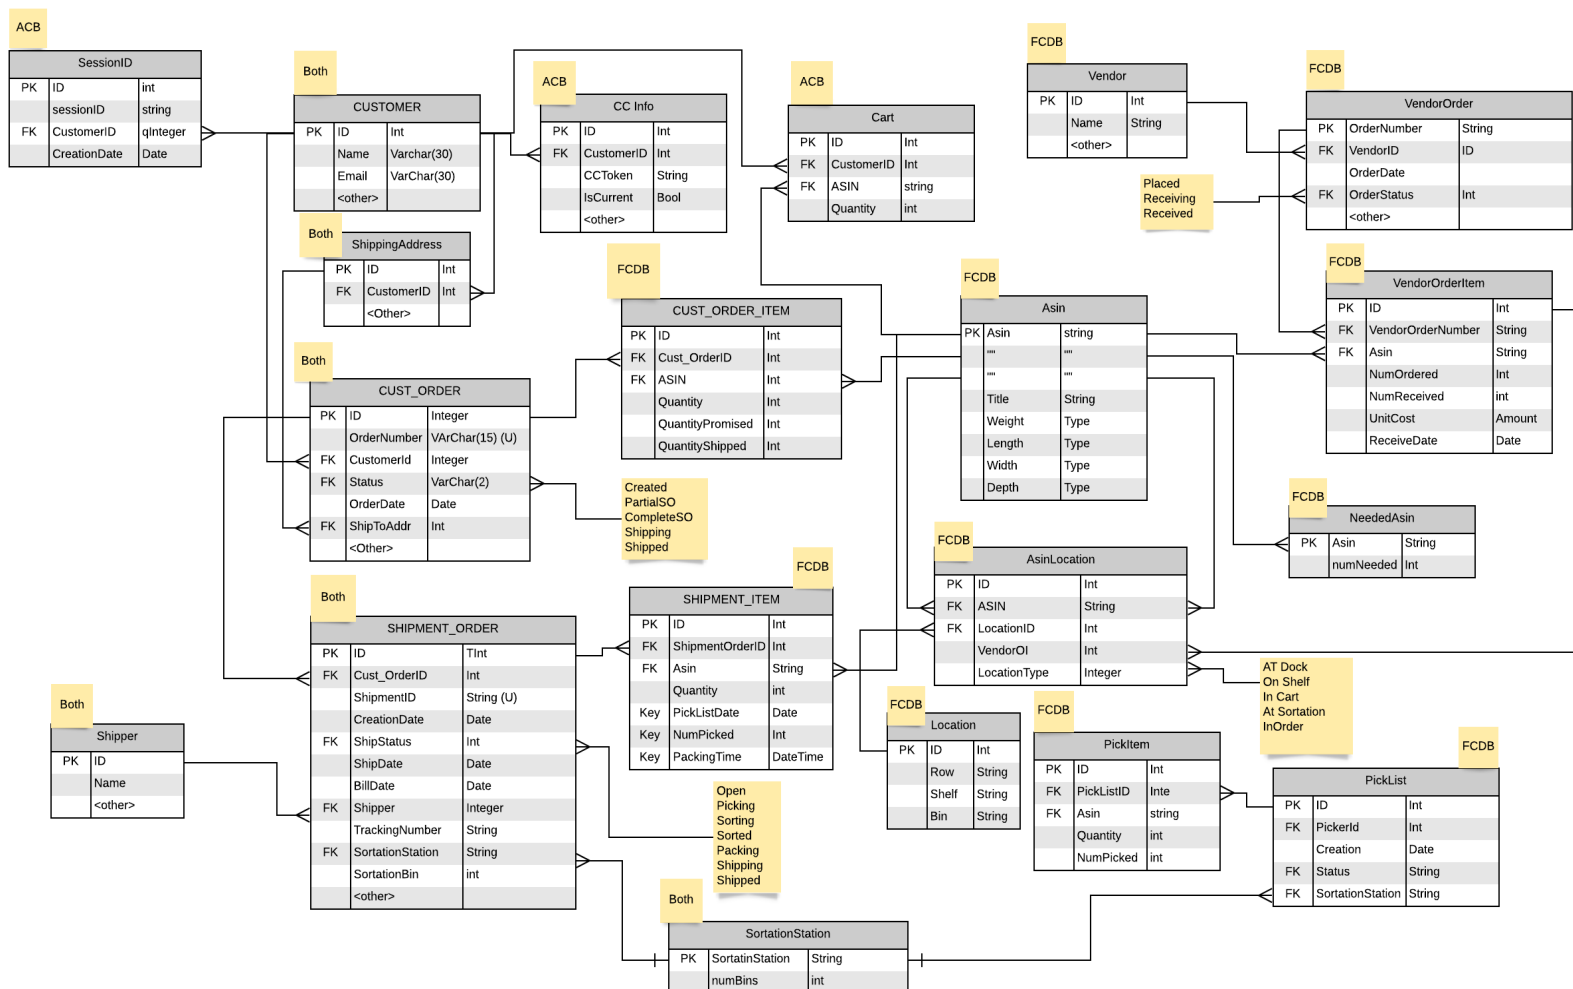 ACB
SessionID
PK ID int
sessionID string
FK CustomerID qInteger
CreationDate Date
Both
CUSTOMER
PK ID Int
Name Varchar(30)
Email VarChar(30)
<other>
ACB
CC Info
PK ID Int
FK CustomerID Int
CCToken String
IsCurrent Bool
<other>
ACB
Cart
PK ID Int
FK CustomerID Int
FK ASIN string
Quantity int
FCDB
Vendor
PK ID Int
Name String
<other>
FCDB
VendorOrder
PK OrderNumber String
FK VendorID ID
OrderDate
FK OrderStatus Int
<other>
Placed
Receiving
Received
Both
ShippingAddress
PK ID Int
FK CustomerID Int
<Other>
FCDB
CUST_ORDER_ITEM
PK ID Int
FK Cust_OrderID Int
FK ASIN Int
Quantity Int
QuantityPromised Int
QuantityShipped Int
FCDB
Asin
PK Asin string
"" ""
"" ""
Title String
Weight Type
Length Type
Width Type
Depth Type
FCDB
VendorOrderItem
PK ID Int
FK VendorOrderNumber String
FK Asin String
NumOrdered Int
NumReceived int
UnitCost Amount
ReceiveDate Date
Both
CUST_ORDER
PK ID Integer
OrderNumber VArChar(15) (U)
FK CustomerId Integer
FK Status VarChar(2)
OrderDate Date
FK ShipToAddr Int
<Other>
Created
PartialSO
CompleteSO
Shipping
Shipped
FCDB
NeededAsin
PK Asin String
numNeeded Int
FCDB
AsinLocation
PK ID Int
FK ASIN String
FK LocationID Int
VendorOI Int
LocationType Integer
AT Dock
On Shelf
In Cart
At Sortation
InOrder
Both
SHIPMENT_ORDER
PK ID TInt
FK Cust_OrderID Int
ShipmentID String (U)
CreationDate Date
FK ShipStatus Int
ShipDate Date
BillDate Date
FK Shipper Integer
TrackingNumber String
FK SortationStation String
SortationBin int
<other>
FCDB
SHIPMENT_ITEM
PK ID Int
FK ShipmentOrderID Int
FK Asin String
Quantity int
Key PickListDate Date
Key NumPicked Int
Key PackingTime DateTime
Both
Shipper
PK ID
Name
<other>
Open
Picking
Sorting
Sorted
Packing
Shipping
Shipped
FCDB
Location
PK ID Int
Row String
Shelf String
Bin String
FCDB
PickItem
PK ID Int
FK PickListID Inte
FK Asin string
Quantity int
NumPicked int
FCDB
PickList
PK ID Int
FK PickerId Int
Creation Date
FK Status String
FK SortationStation String
Both
SortationStation
PK SortatinStation String
numBins int